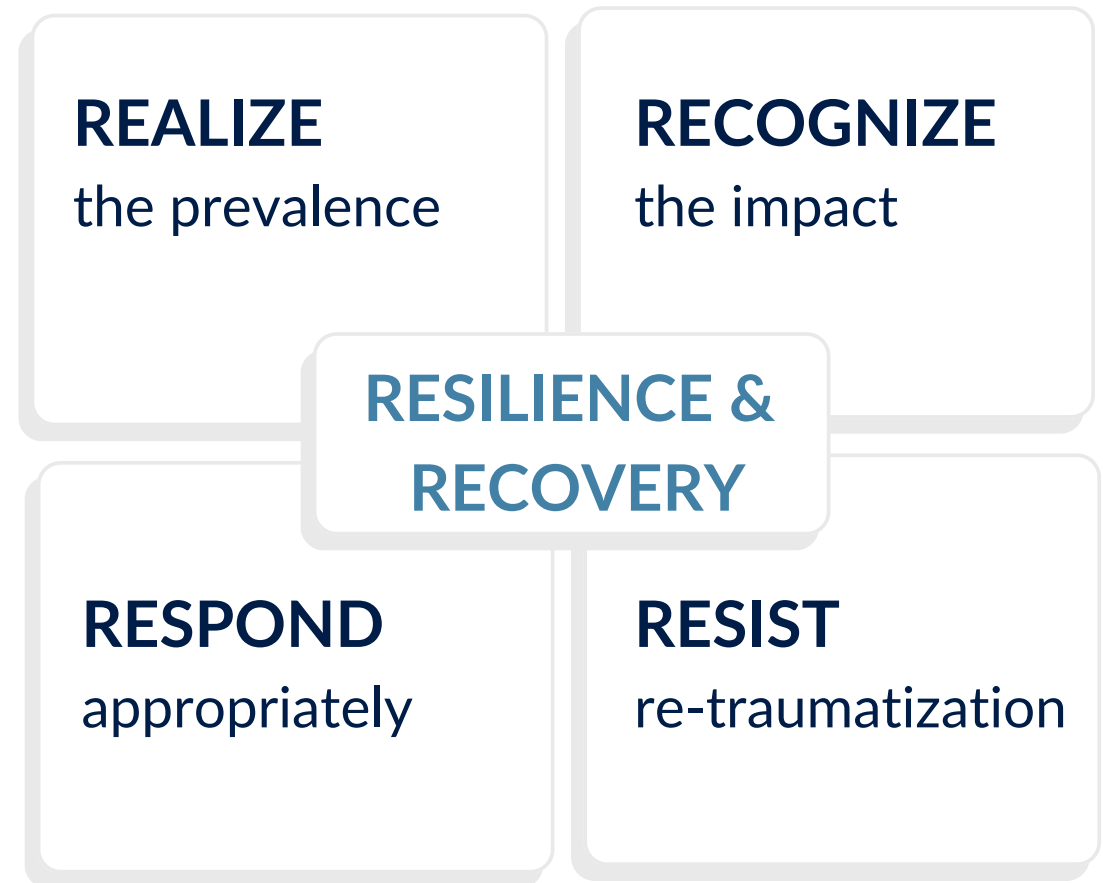 REALIZE
the prevalence
RECOGNIZE
the impact
RESILIENCE &
RECOVERY
RESPOND
appropriately
RESIST
re-traumatization